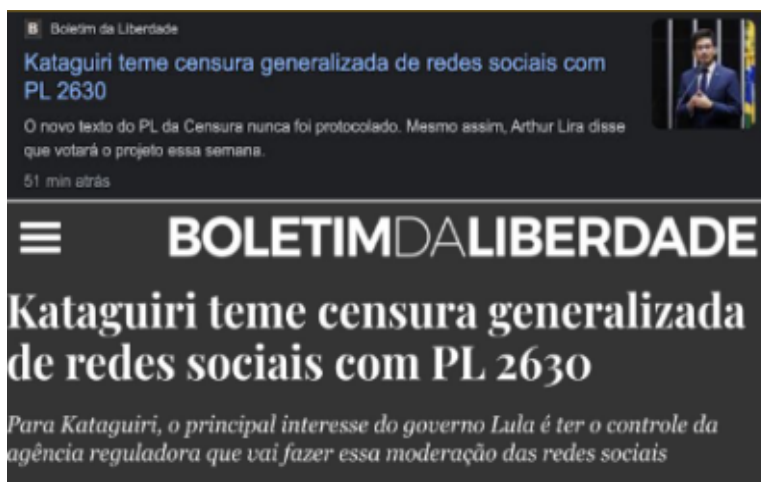 B Boletim da Liberdade
Kataguiri teme censura generalizada de redes sociais com
PL 2630
O novo texto do PL da Censura nunca foi protocolado. Mesmo assim, Arthur Lira disse
que votará o projeto essa semana.
51 min atrás
BOLETIMDALIBERDADE
Kataguiri teme censura generalizada
de redes sociais com PL 2630
Para Kataguiri, o principal interesse do governo Lula é ter o controle da
agência reguladora que vai fazer essa moderação das redes sociais